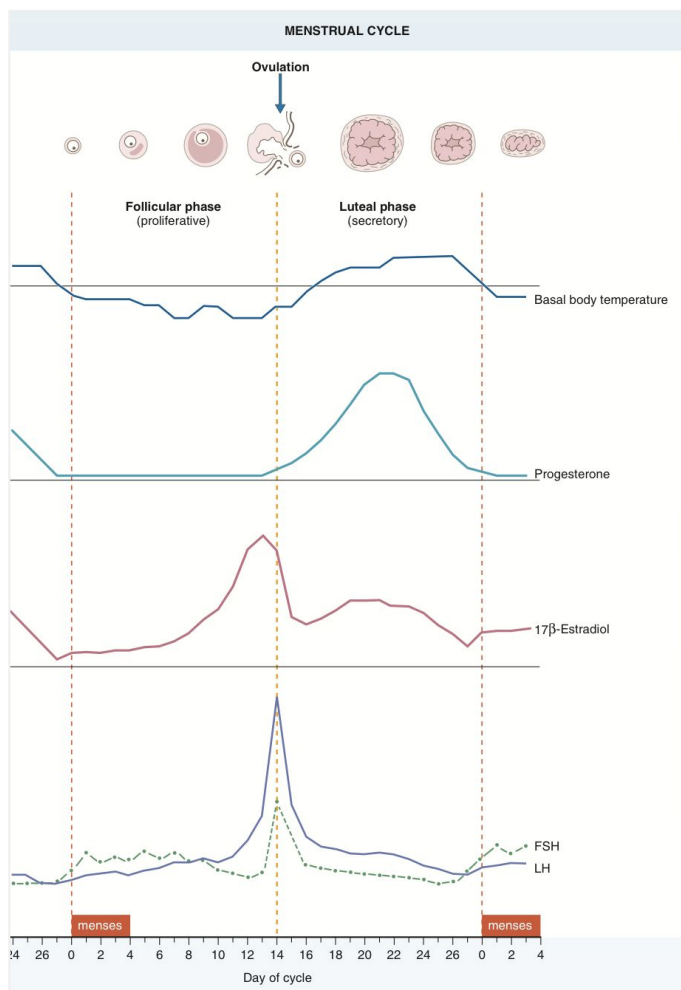 MENSTRUAL CYCLE
Ovulation
Follicular phase
(proliferative)
Luteal phase
(secretory)
Basal body temperature
Progesterone
17β-Estradiol
FSH
LH
menses
menses
24 26 0 2 4 6 8 10 12 14 16 18 20 22 24 26 0 2 4
Day of cycle